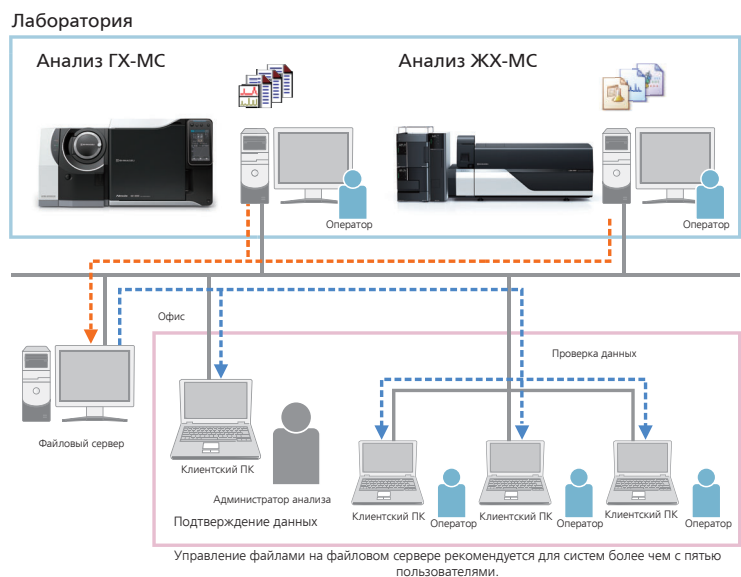 Лаборатория
Анализ ГХ-МС
Анализ ЖХ-МС
Оператор
Оператор
Офис
Проверка данных
Файловый сервер
Клиентский ПК
Администратор анализа
Подтверждение данных
Клиентский ПК
Оператор
Клиентский ПК
Оператор
Клиентский ПК
Оператор
Управление файлами на файловом сервере рекомендуется для систем более чем с пятью
пользователями.